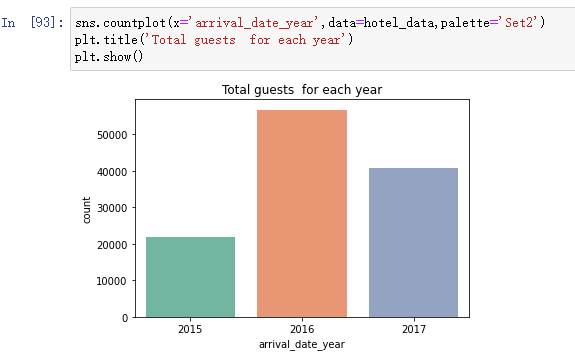 In [93]: sns.countplot(x='arrival_date_year',data=hotel_data,palette='Set2')
plt.title('Total guests  for each year')
plt.show()
Total guests  for each year
50000
40000
30000
20000
10000
0
count
2015 2016 2017
arrival_date_year